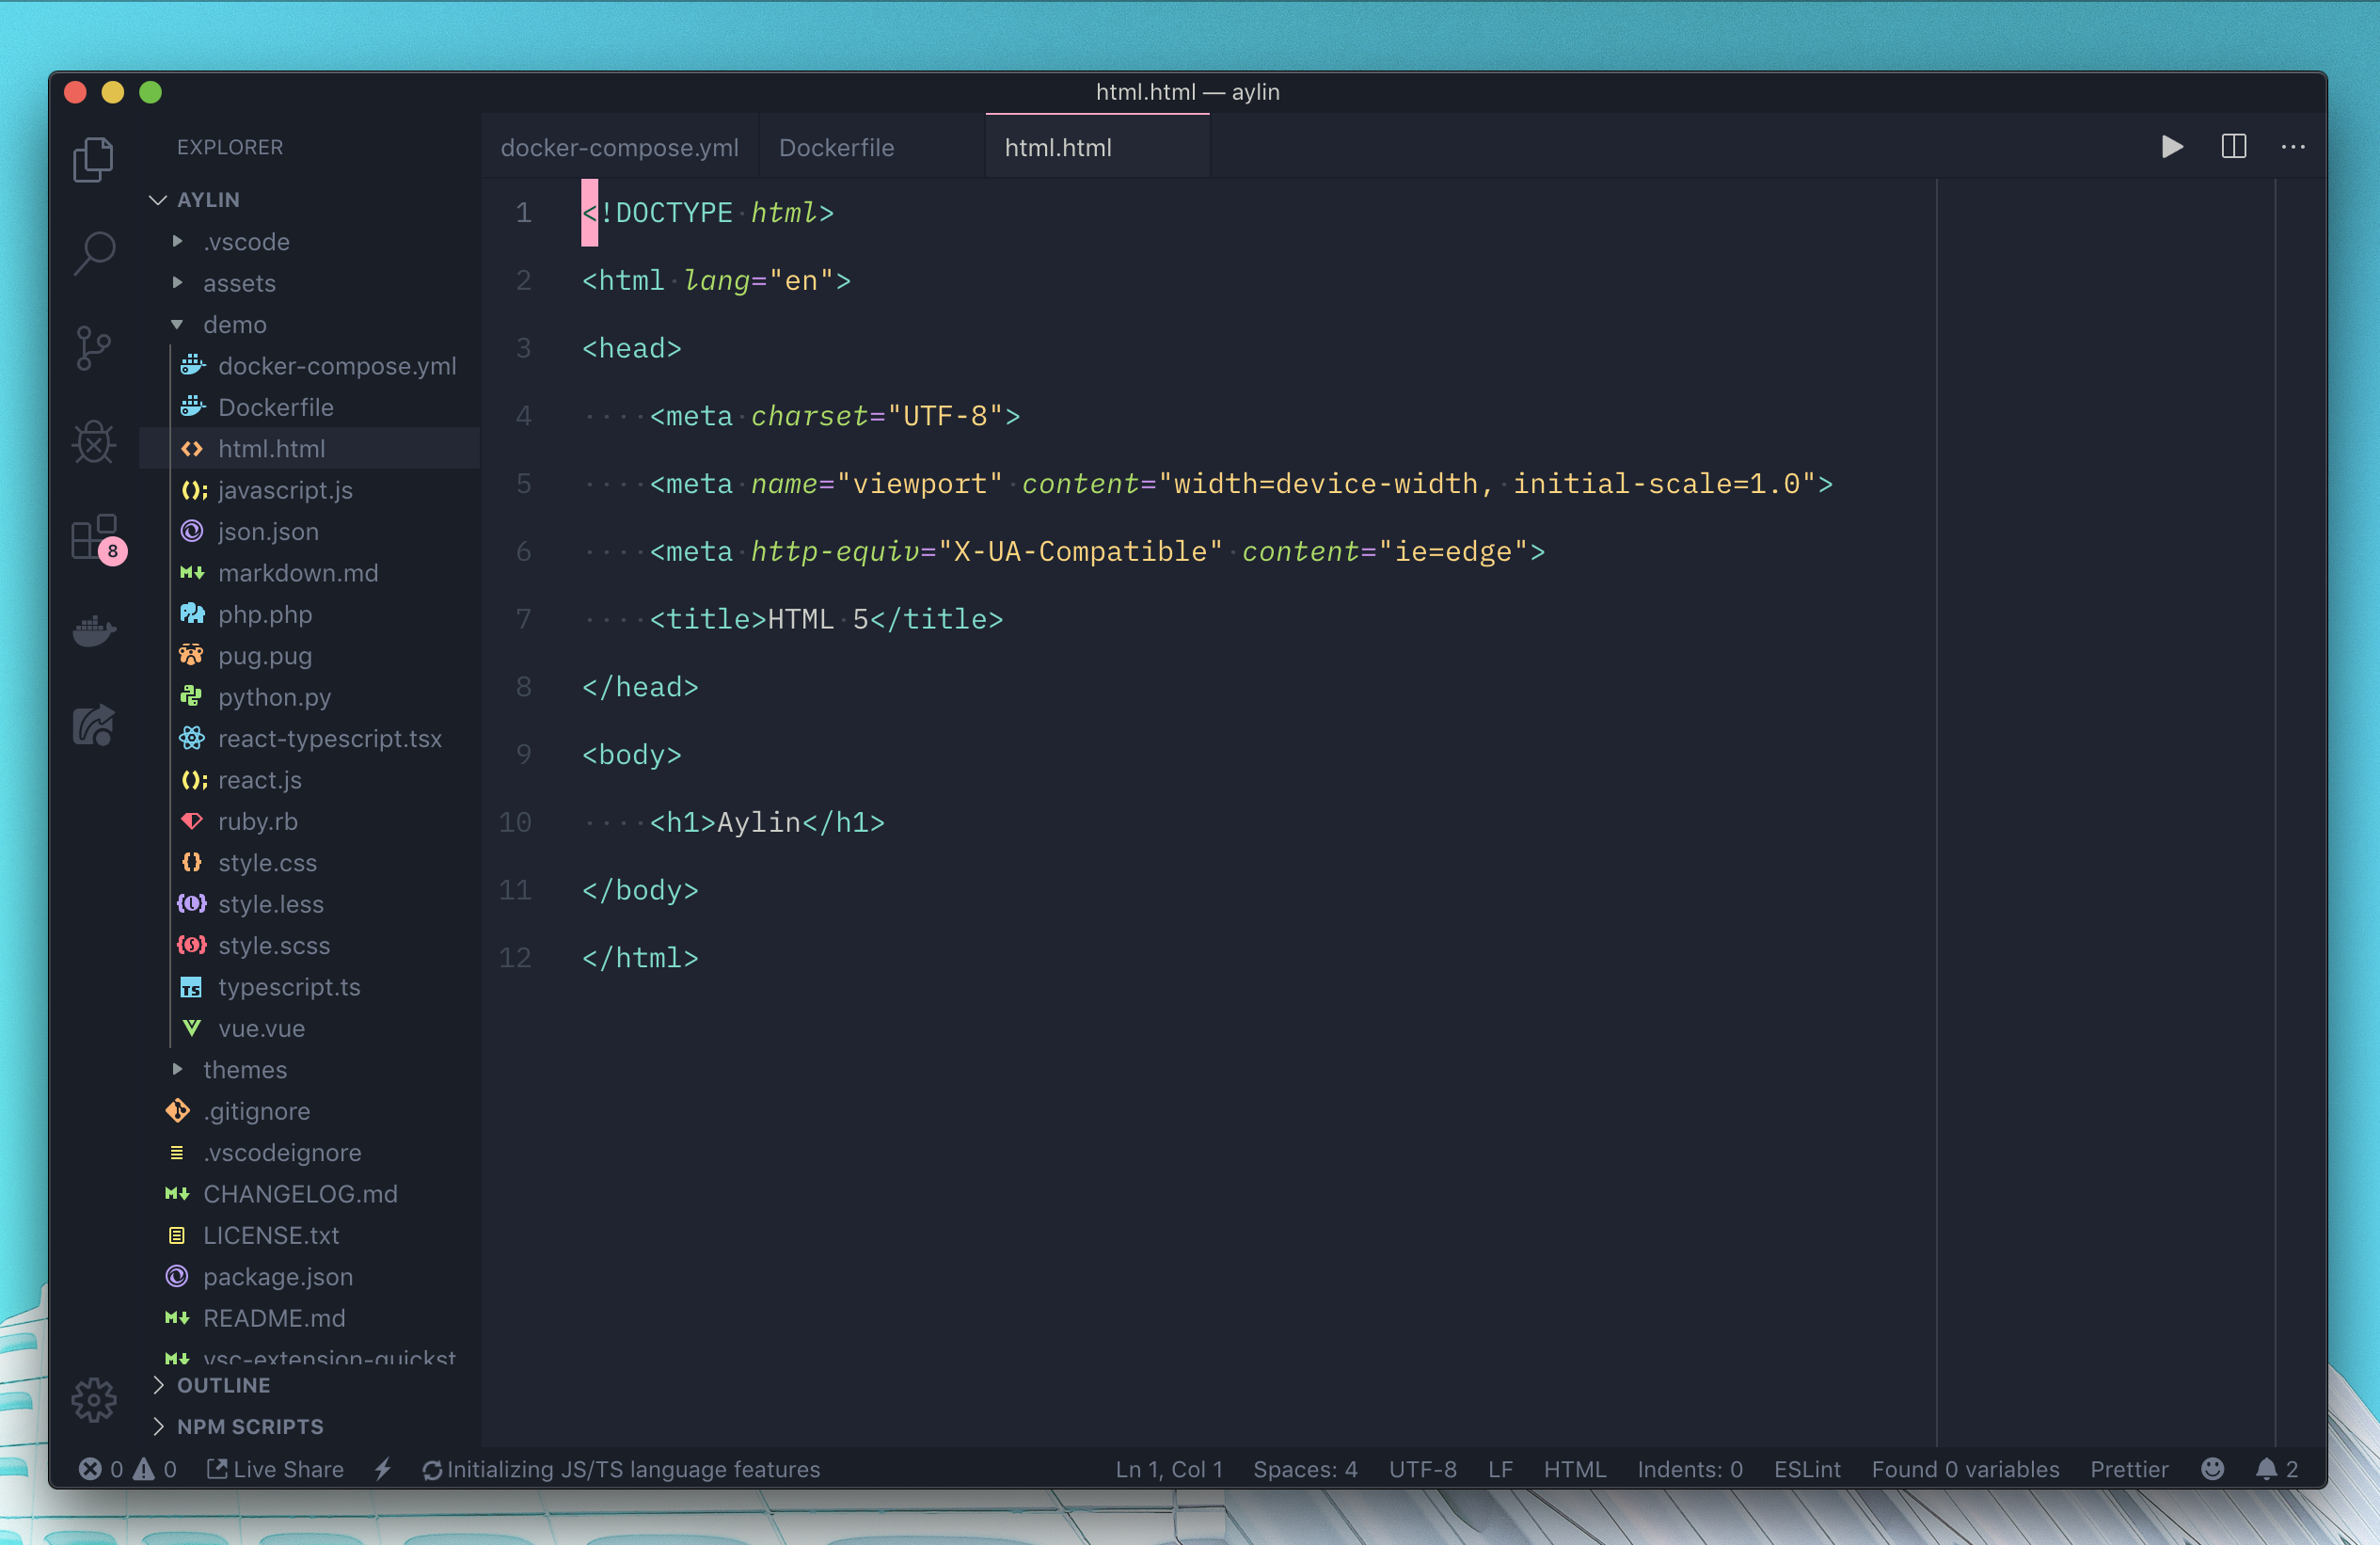 html.html — aylin
EXPLORER
AYLIN
.vscode
assets
demo
docker-compose.yml
Dockerfile
html.html
javascript.js
json.json
markdown.md
php.php
pug.pug
python.py
react-typescript.tsx
react.js
ruby.rb
style.css
style.less
style.scss
TS typescript.ts
vue.vue
themes
.gitignore
.vscodeignore
CHANGELOG.md
LICENSE.txt
package.json
README.md
vsc-extension-quickst
OUTLINE
NPM SCRIPTS
8
docker-compose.yml Dockerfile html.html
1 <!DOCTYPE html>
2 <html lang="en">
3 <head>
4 <meta charset="UTF-8">
5 <meta name="viewport" content="width=device-width, initial-scale=1.0">
6 <meta http-equiv="X-UA-Compatible" content="ie=edge">
7 <title>HTML 5</title>
8 </head>
9 <body>
10 <h1>Aylin</h1>
11 </body>
12 </html>
0 0 Live Share Initializing JS/TS language features Ln 1, Col 1 Spaces: 4 UTF-8 LF HTML Indents: 0 ESLint Found 0 variables Prettier 2